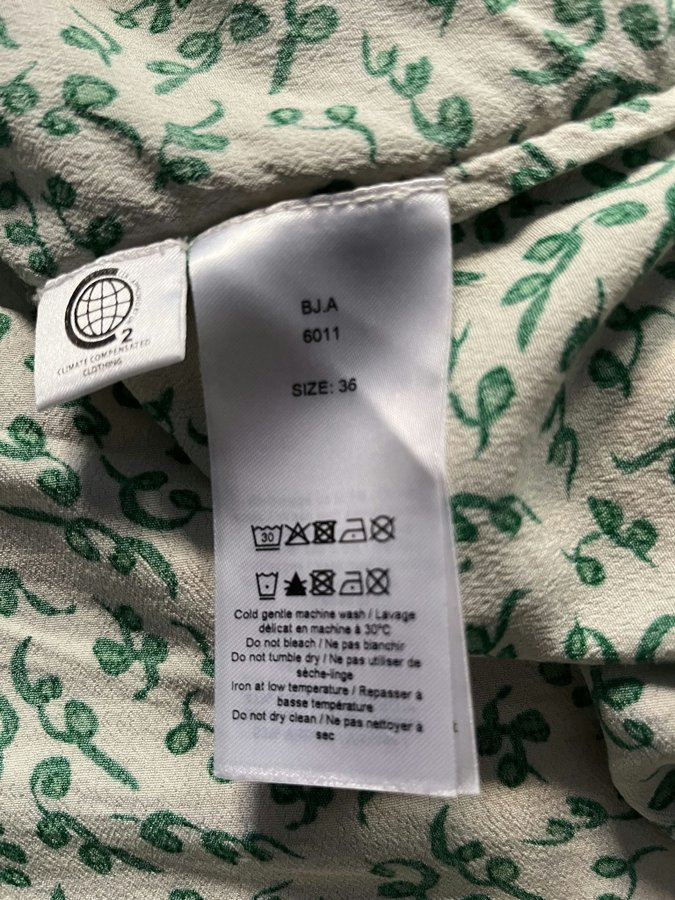 2
CLIMATE COMPENSATED
CLOTHING
BJ.A
6011
SIZE: 36
30
Cold gentle machine wash / Lavage
délicat en machine à 30°C
Do not bleach / Ne pas blanchir
Do not tumble dry / Ne pas utiliser de
sèche-linge
Iron at low temperature / Repasser à
basse température
Do not dry clean / Ne pas nettoyer à
sec